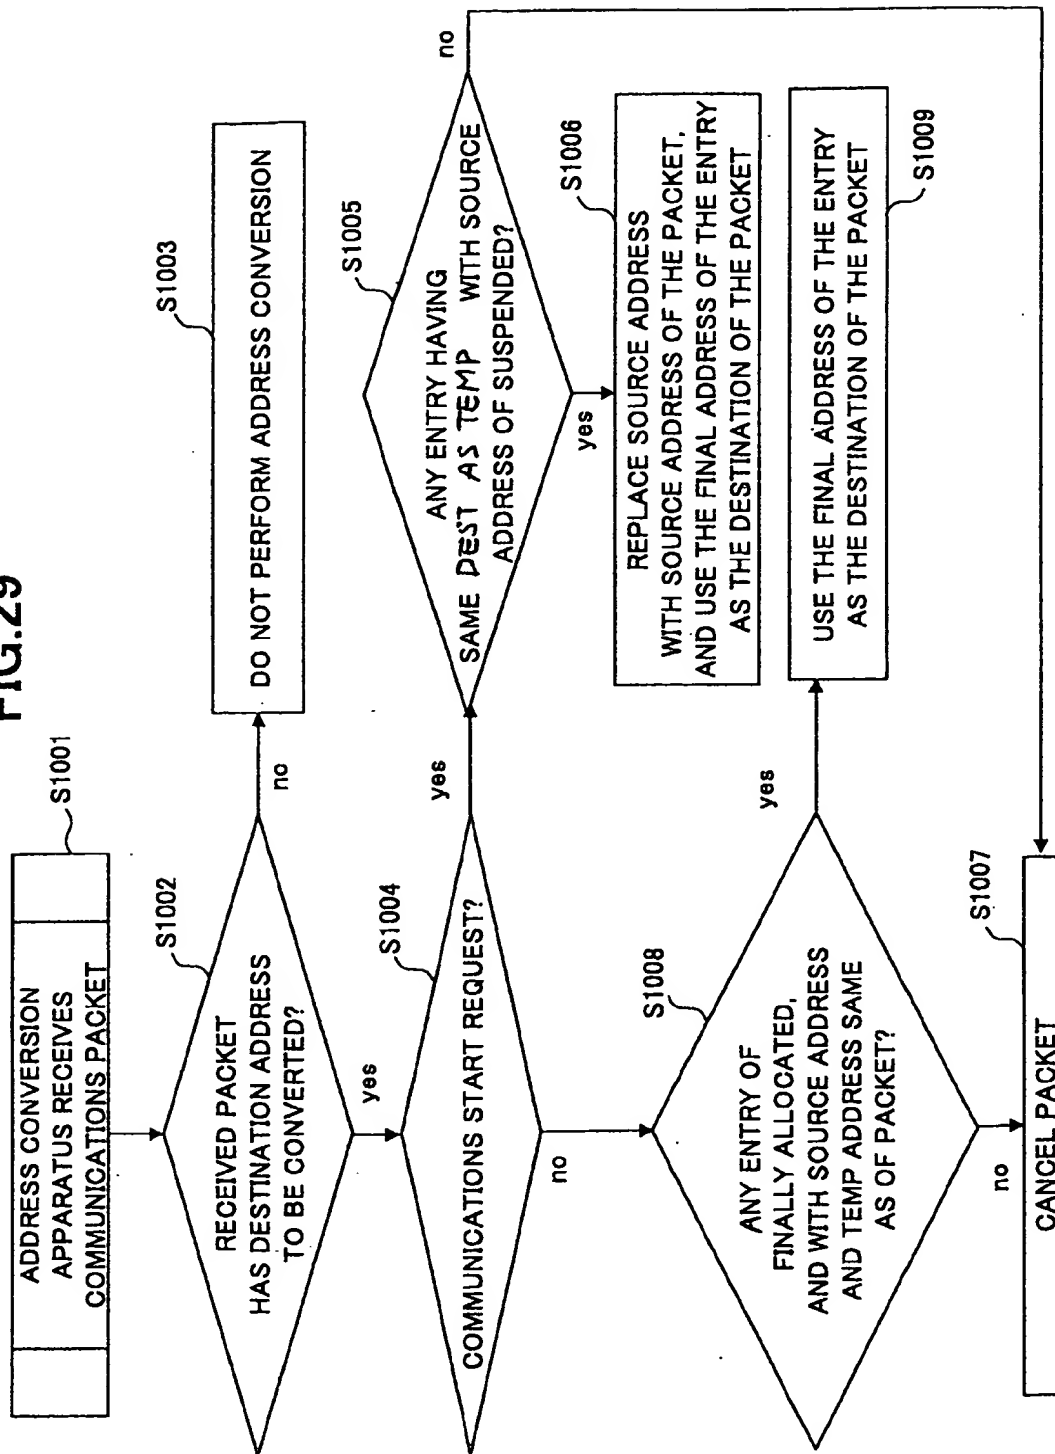 FIG.29
ADDRESS CONVERSION
APPARATUS RECEIVES
COMMUNICATIONS PACKET
S1001
RECEIVED PACKET
HAS DESTINATION ADDRESS
TO BE CONVERTED?
S1002
no
yes
DO NOT PERFORM ADDRESS CONVERSION
S1003
COMMUNICATIONS START REQUEST?
S1004
yes
no
ANY ENTRY HAVING
SAME DEST AS TEMP WITH SOURCE
ADDRESS OF SUSPENDED?
S1005
no
yes
REPLACE SOURCE ADDRESS
WITH SOURCE ADDRESS OF THE PACKET,
AND USE THE FINAL ADDRESS OF THE ENTRY
AS THE DESTINATION OF THE PACKET
S1006
ANY ENTRY OF
FINALLY ALLOCATED,
AND WITH SOURCE ADDRESS
AND TEMP ADDRESS SAME
AS OF PACKET?
S1008
yes
no
USE THE FINAL ADDRESS OF THE ENTRY
AS THE DESTINATION OF THE PACKET
S1009
CANCEL PACKET
S1007